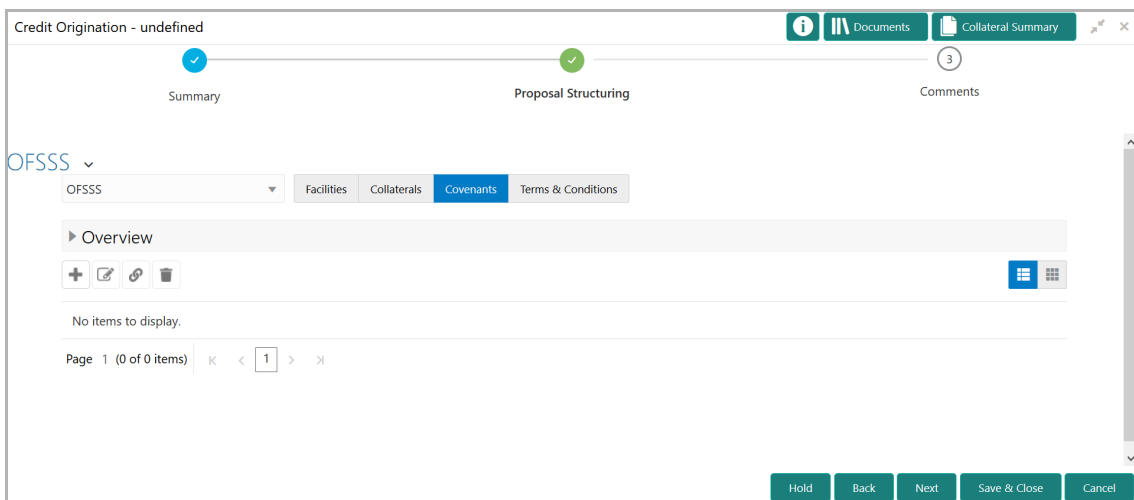 Credit Origination - undefined
Documents
Collateral Summary
3
Summary
Proposal Structuring
Comments
OFSSS
OFSSS
Facilities
Collaterals
Covenants
Terms & Conditions
Overview
No items to display.
Page 1 (0 of 0 items) 1
Hold
Back
Next
Save & Close
Cancel